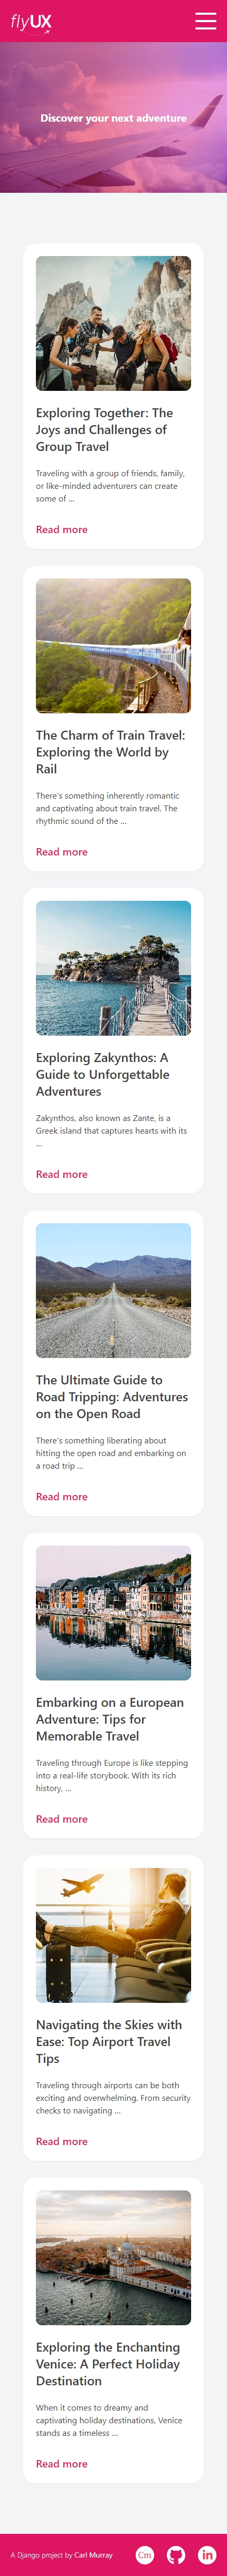 flyUX
Discover your next adventure
Exploring Together: The
Joys and Challenges of
Group Travel
Traveling with a group of friends, family,
or like-minded adventurers can create
some of ...
Read more
The Charm of Train Travel:
Exploring the World by
Rail
There's something inherently romantic
and captivating about train travel. The
rhythmic sound of the ...
Read more
Exploring Zakynthos: A
Guide to Unforgettable
Adventures
Zakynthos, also known as Zante, is a
Greek island that captures hearts with its
...
Read more
The Ultimate Guide to
Road Tripping: Adventures
on the Open Road
There's something liberating about
hitting the open road and embarking on
a road trip ...
Read more
Embarking on a European
Adventure: Tips for
Memorable Travel
Traveling through Europe is like stepping
into a real-life storybook. With its rich
history, ...
Read more
Navigating the Skies with
Ease: Top Airport Travel
Tips
Traveling through airports can be both
exciting and overwhelming. From security
checks to navigating ...
Read more
Exploring the Enchanting
Venice: A Perfect Holiday
Destination
When it comes to dreamy and
captivating holiday destinations, Venice
stands as a timeless ...
Read more
A Django project by Carl Murray
Cm
in